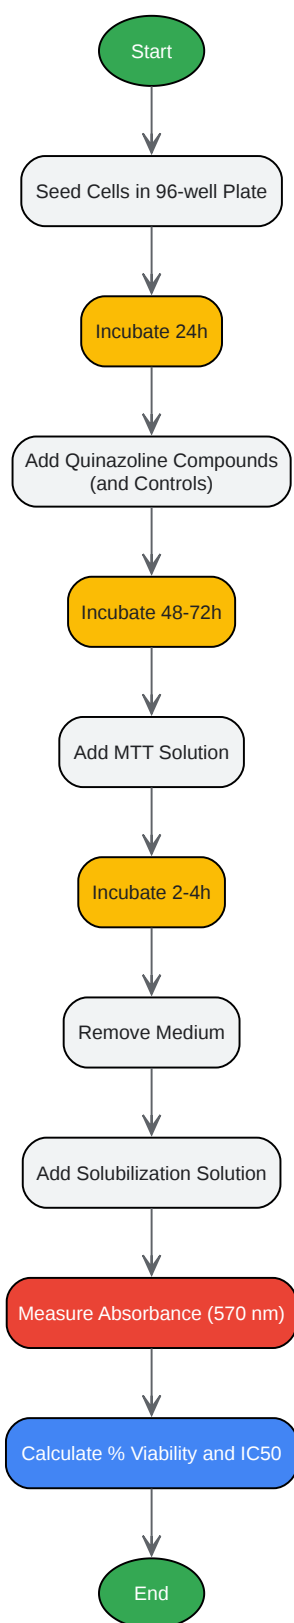 Start
Seed Cells in 96-well Plate
Incubate 24h
Add Quinazoline Compounds
(and Controls)
Incubate 48-72h
Add MTT Solution
Incubate 2-4h
Remove Medium
Add Solubilization Solution
Measure Absorbance (570 nm)
Calculate % Viability and IC50
End